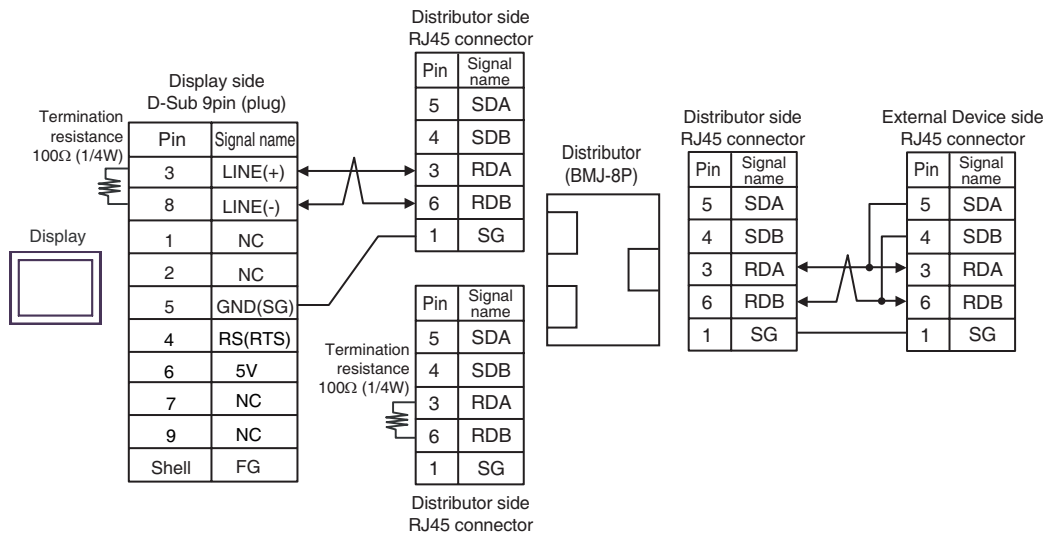 Display
Termination
resistance
100Ω (1/4W)
Display side
D-Sub 9pin (plug)
Pin Signal name
3 LINE(+)
8 LINE(-)
1 NC
2 NC
5 GND(SG)
4 RS(RTS)
6 5V
7 NC
9 NC
Shell FG
Distributor side
RJ45 connector
Pin Signal
name
5 SDA
4 SDB
3 RDA
6 RDB
1 SG
Termination
resistance
100Ω (1/4W)
Pin Signal
name
5 SDA
4 SDB
3 RDA
6 RDB
1 SG
Distributor side
RJ45 connector
Distributor
(BMJ-8P)
Distributor side
RJ45 connector
Pin Signal
name
5 SDA
4 SDB
3 RDA
6 RDB
1 SG
External Device side
RJ45 connector
Pin Signal
name
5 SDA
4 SDB
3 RDA
6 RDB
1 SG